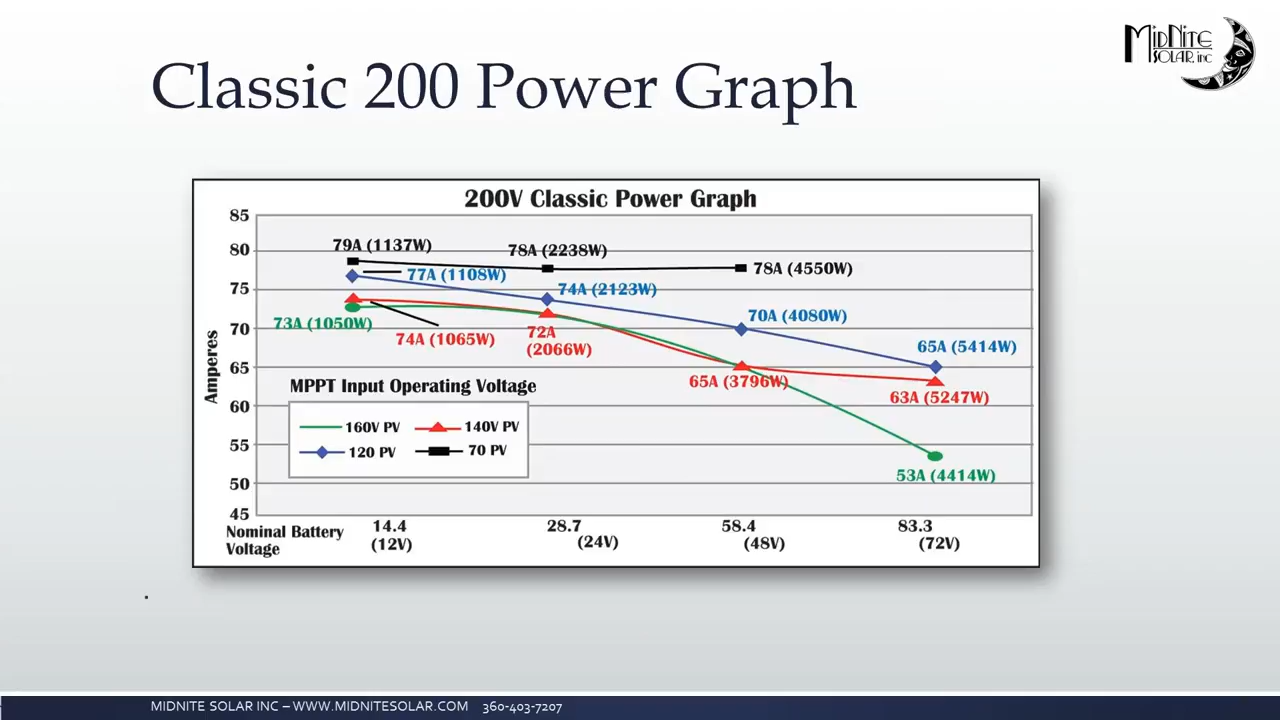 MIDNITE
SOLAR, inc
Classic 200 Power Graph
200V Classic Power Graph
85
80
75
70
65
60
55
50
45
Amperes
79A (1137W)
78A (2238W)
78A (4550W)
77A (1108W)
74A (2123W)
70A (4080W)
65A (5414W)
73A (1050W)
74A (1065W)
72A
(2066W)
65A (3796W)
63A (5247W)
53A (4414W)
MPPT Input Operating Voltage
160V PV 140V PV
120 PV 70 PV
Nominal Battery
Voltage
14.4 28.7 58.4 83.3
(12V) (24V) (48V) (72V)
.
MIDNITE SOLAR INC – WWW.MIDNITESOLAR.COM 360-403-7207